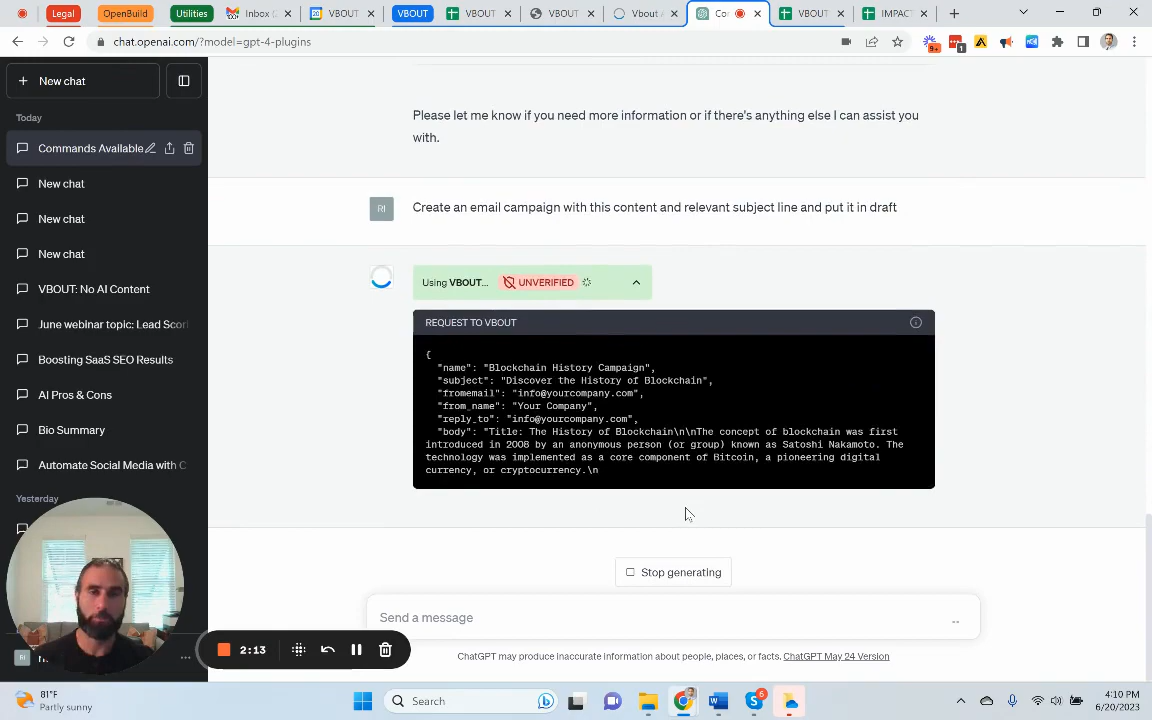 Legal
OpenBuild
Utilities
Inbox (2
20
VBOUT
VBOUT
VBOUT
VBOUT
Vbout A
Co
VBOUT
IMPACT
chat.openai.com/?model=gpt-4-plugins
9+
1
New chat
Today
Commands Available
New chat
New chat
New chat
VBOUT: No AI Content
June webinar topic: Lead Scori
Boosting SaaS SEO Results
AI Pros & Cons
Bio Summary
Automate Social Media with C
Yesterday
RI
Please let me know if you need more information or if there's anything else I can assist you
with.
RI
Create an email campaign with this content and relevant subject line and put it in draft
Using VBOUT...
UNVERIFIED
REQUEST TO VBOUT
{
"name": "Blockchain History Campaign",
"subject": "Discover the History of Blockchain",
"fromemail": "info@yourcompany.com",
"from_name": "Your Company",
"reply_to": "info@yourcompany.com",
"body": "Title: The History of Blockchain\n\nThe concept of blockchain was first
introduced in 2008 by an anonymous person (or group) known as Satoshi Nakamoto. The
technology was implemented as a core component of Bitcoin, a pioneering digital
currency, or cryptocurrency.\n
Stop generating
Send a message
2:13
ChatGPT may produce inaccurate information about people, places, or facts. ChatGPT May 24 Version
81°F
Partly sunny
Search
6
4:10 PM
6/20/2023